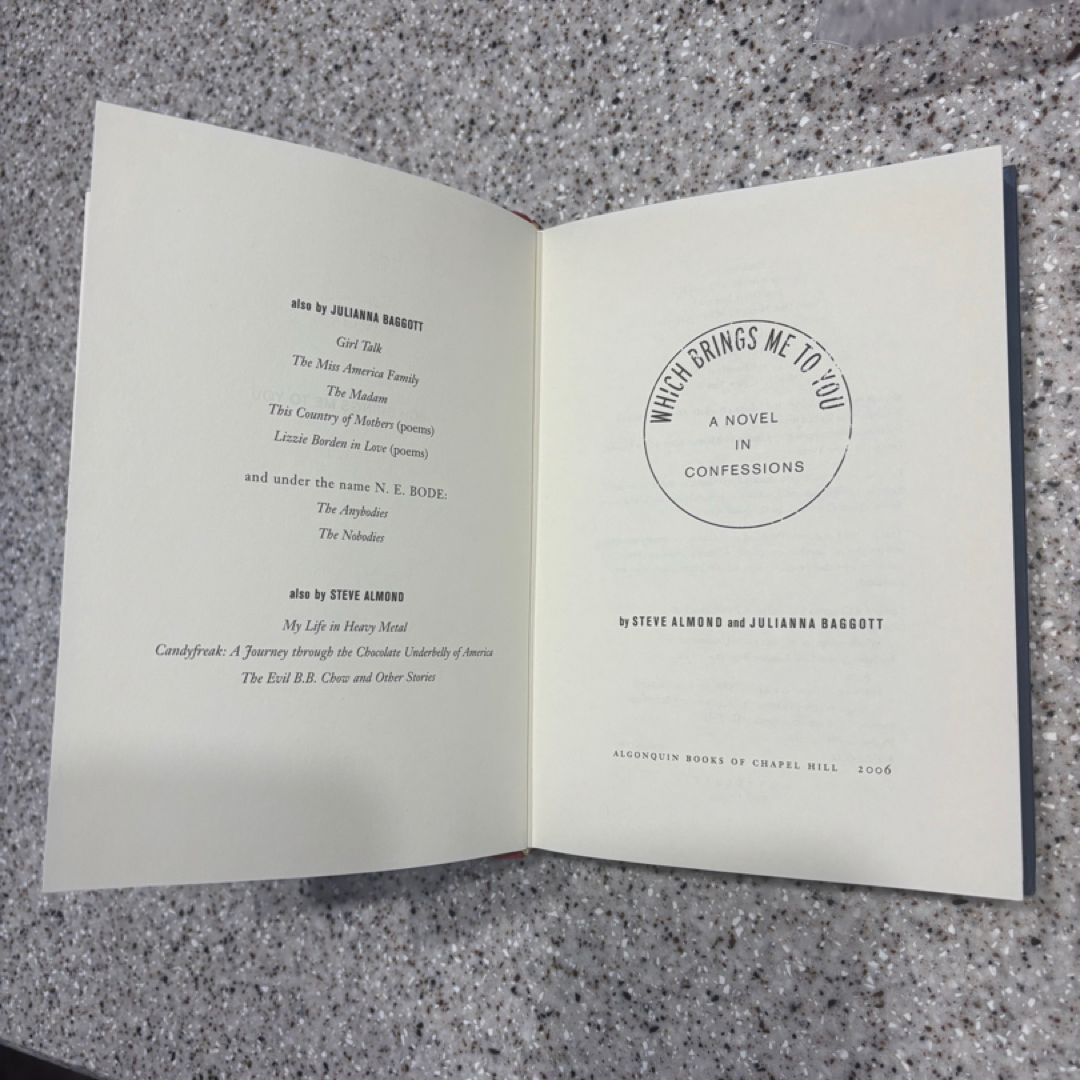 also by JULIANNA BAGGOTT
Girl Talk
The Miss America Family
The Madam
This Country of Mothers (poems)
Lizzie Borden in Love (poems)
and under the name N. E. BODE:
The Anybodies
The Nobodies
also by STEVE ALMOND
My Life in Heavy Metal
Candyfreak: A Journey through the Chocolate Underbelly of America
The Evil B.B. Chow and Other Stories
WHICH BRINGS ME TO YOU
A NOVEL
IN
CONFESSIONS
by STEVE ALMOND and JULIANNA BAGGOTT
ALGONQUIN BOOKS OF CHAPEL HILL 2006